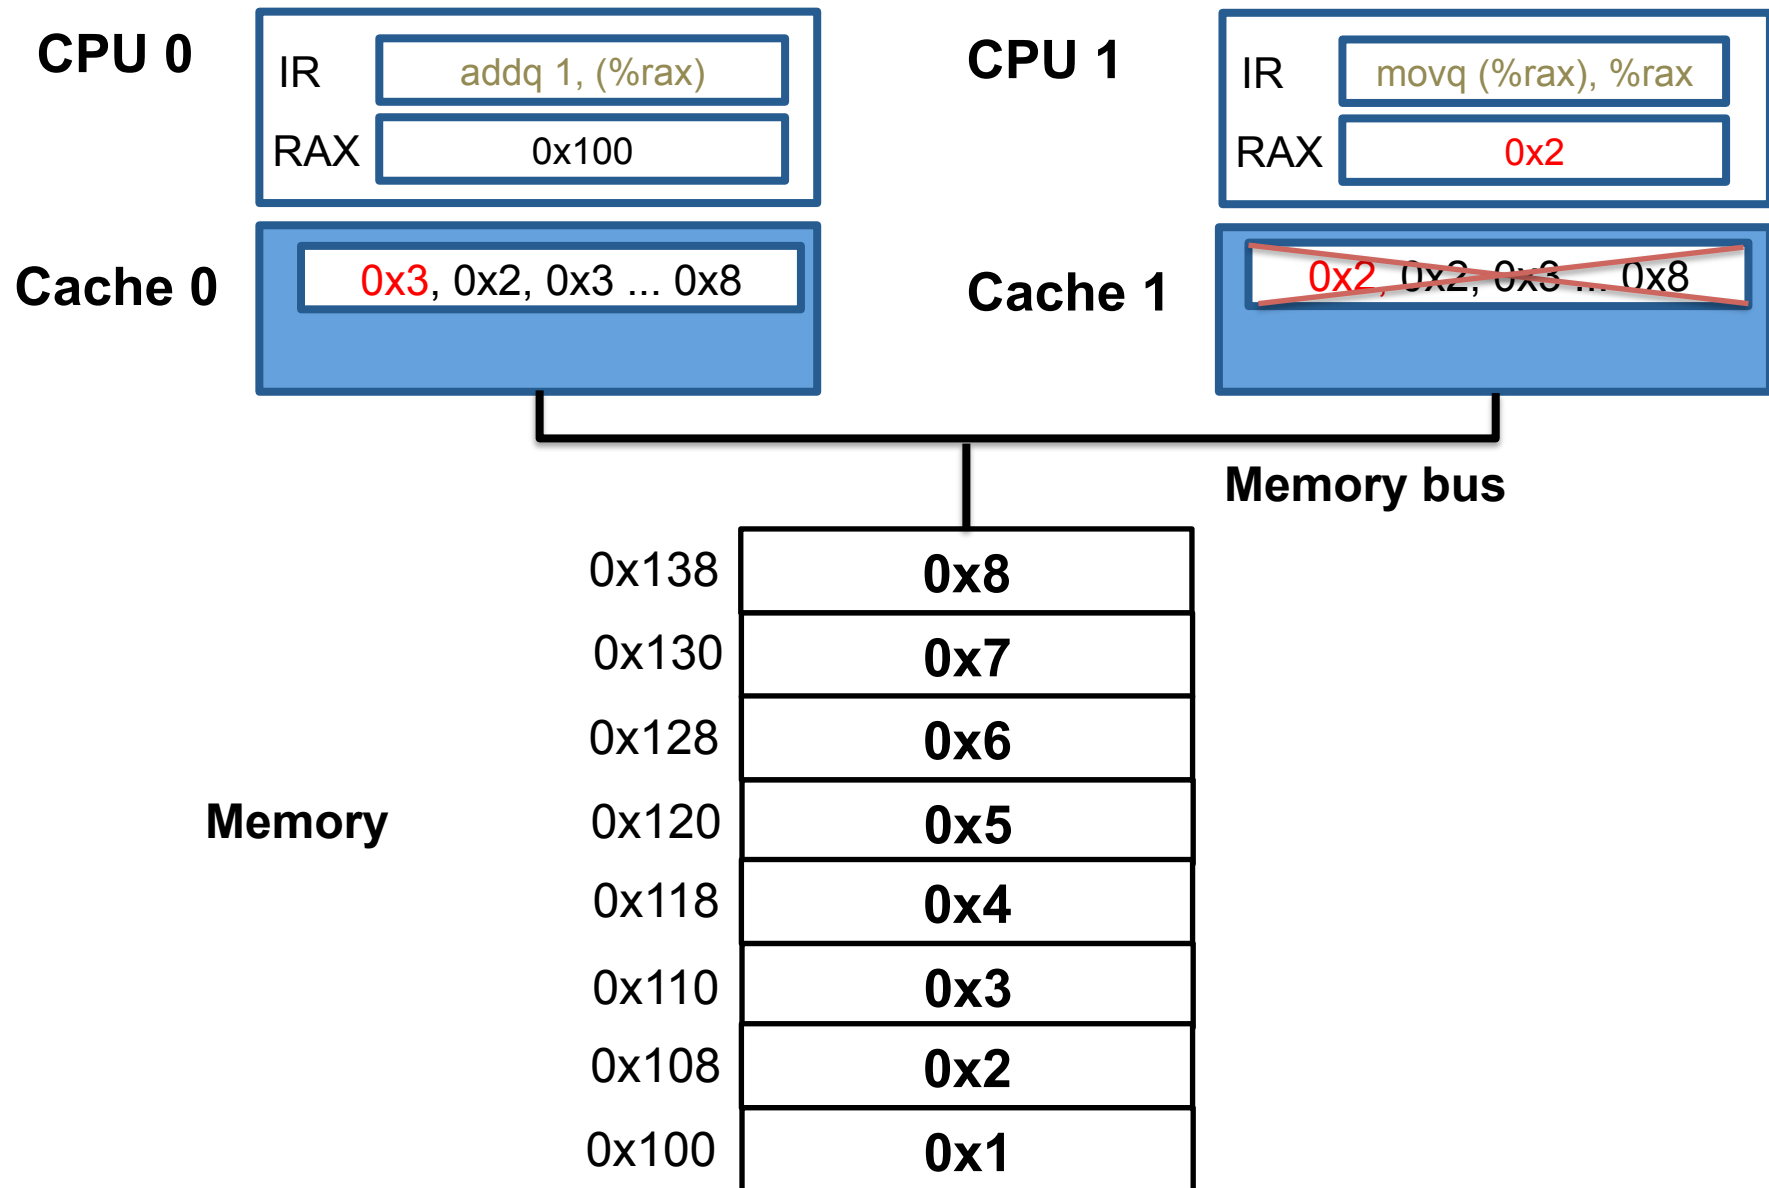 CPU 0
IR
addq 1, (%rax)
RAX
0x100
CPU 1
IR
movq (%rax), %rax
RAX
0x2
Cache 0
0x3, 0x2, 0x3 ... 0x8
Cache 1
0x2, 0x2, 0x3 ... 0x8
Memory bus
Memory
0x138 0x8
0x130 0x7
0x128 0x6
0x120 0x5
0x118 0x4
0x110 0x3
0x108 0x2
0x100 0x1